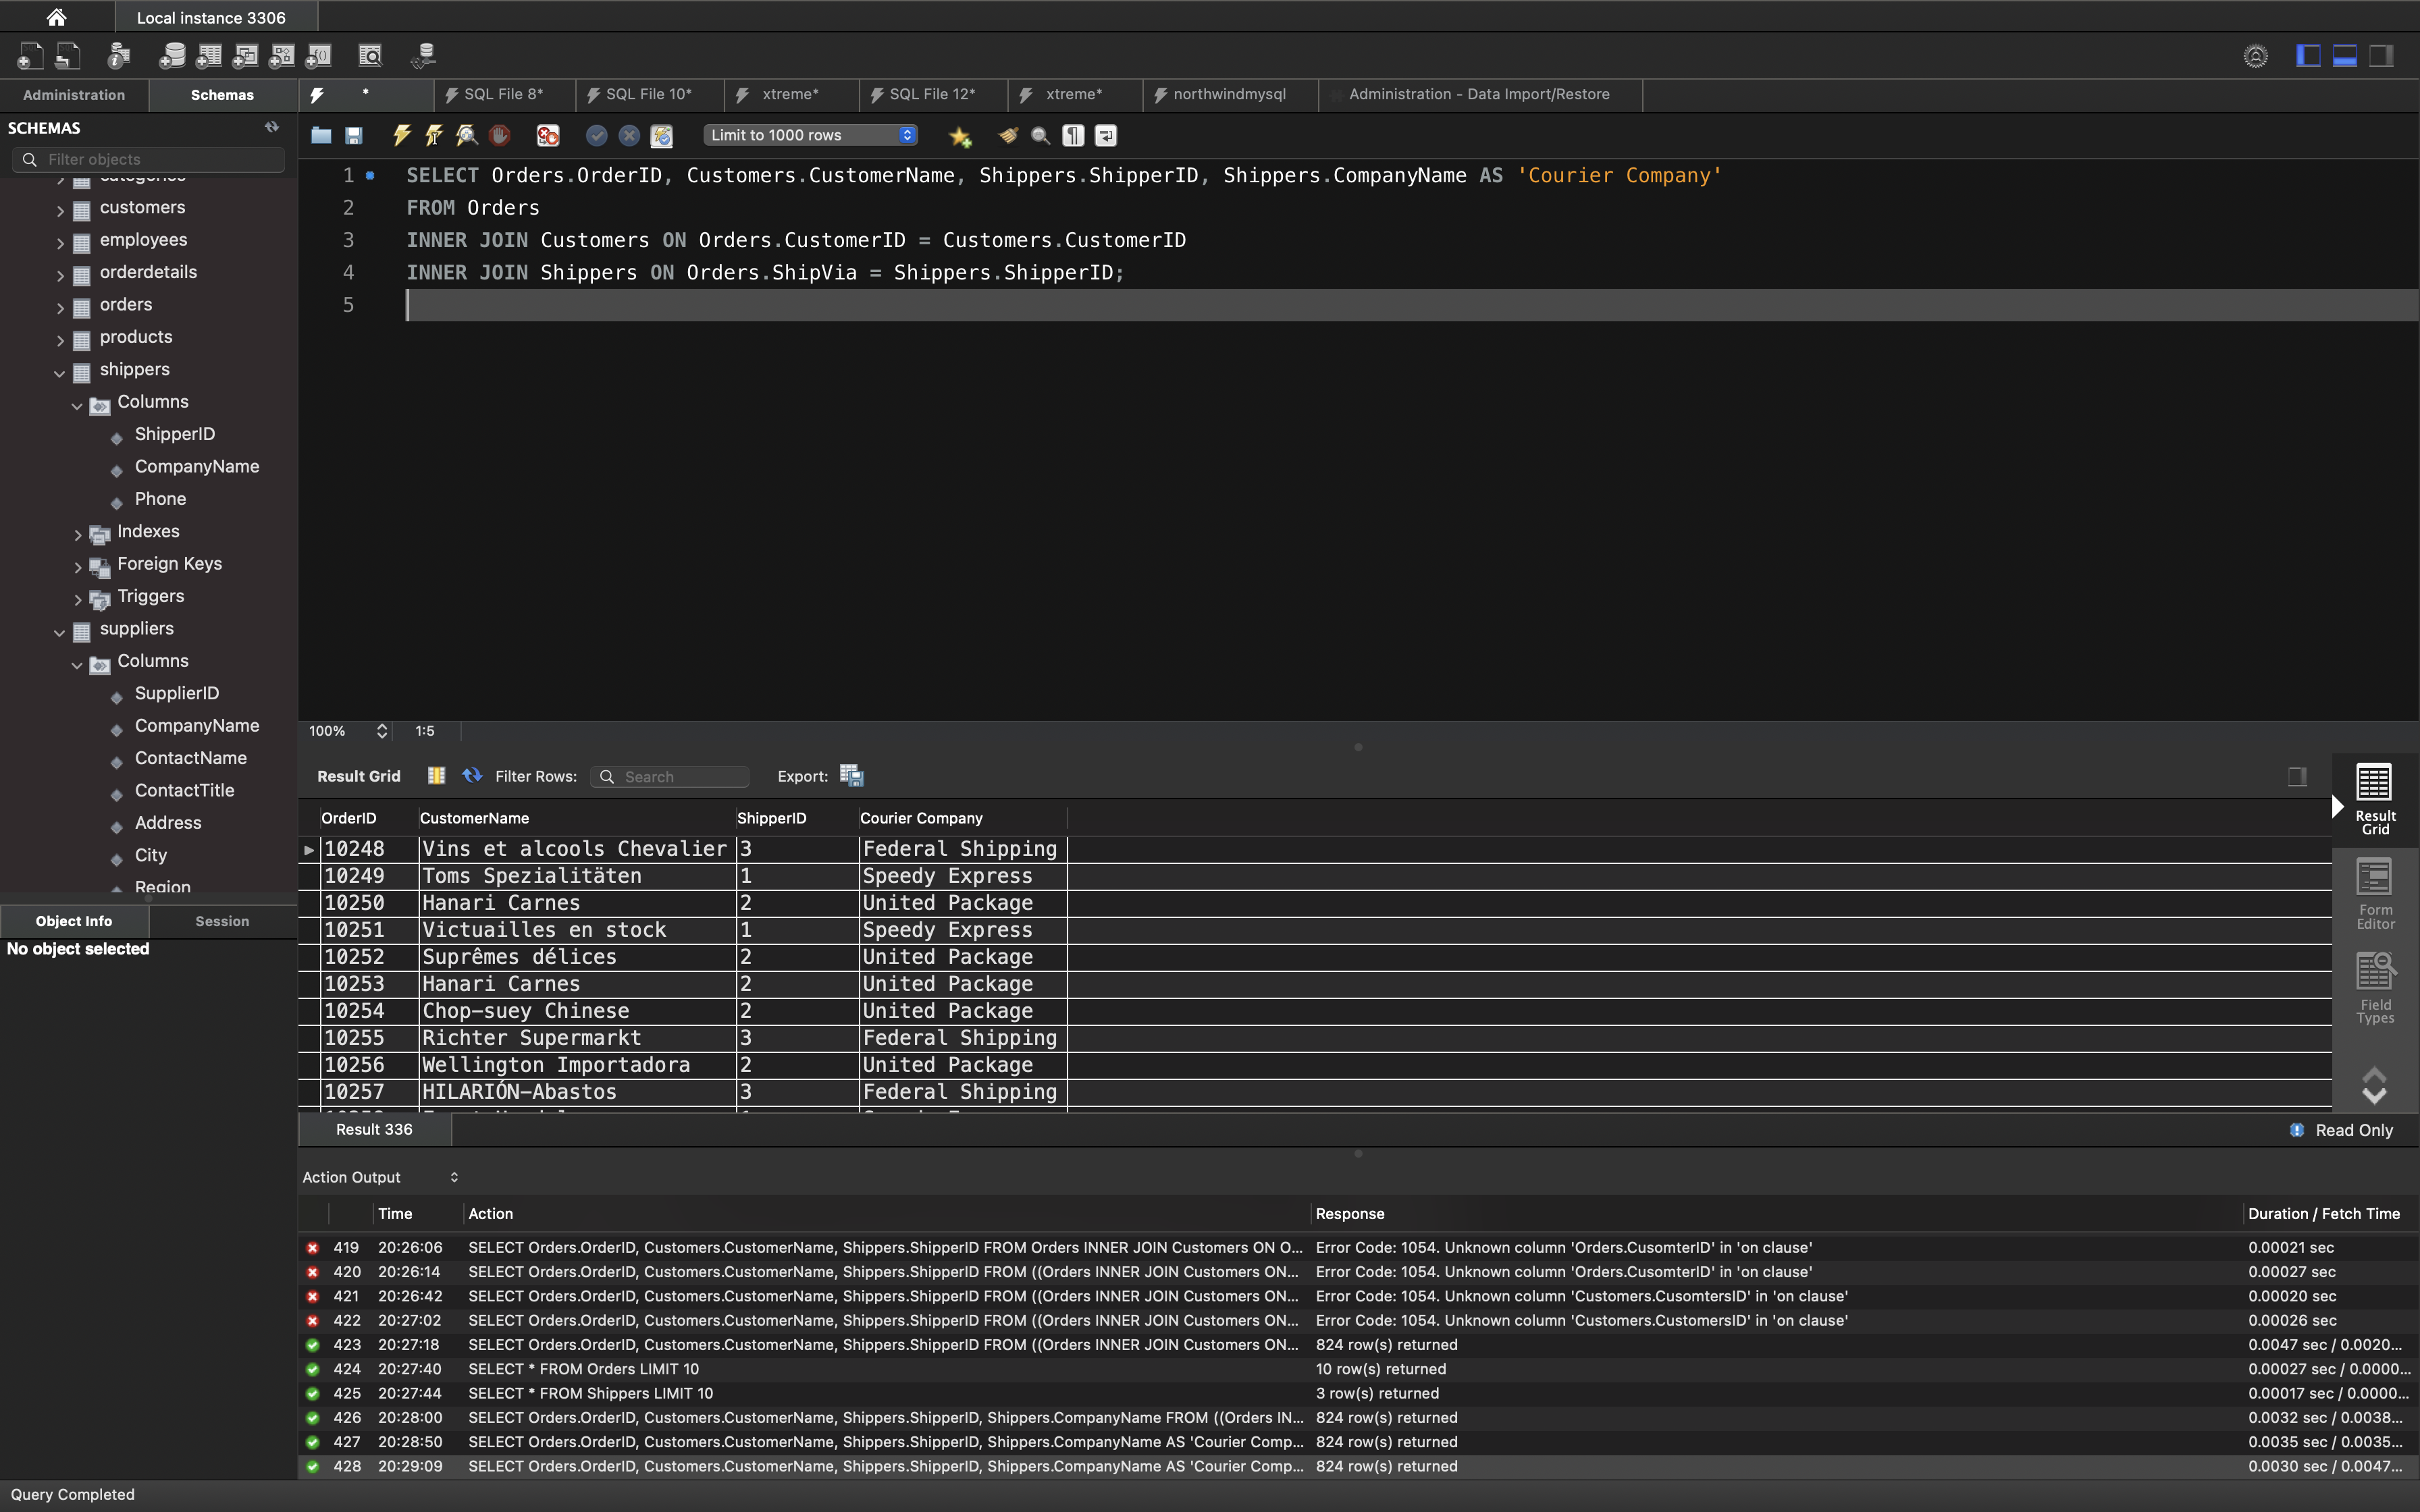 Local instance 3306
Administration Schemas * SQL File 8* SQL File 10* xtreme* SQL File 12* xtreme* northwindmysql Administration - Data Import/Restore
SCHEMAS
Filter objects
categories
customers
employees
orderdetails
orders
products
shippers
Columns
ShipperID
CompanyName
Phone
Indexes
Foreign Keys
Triggers
suppliers
Columns
SupplierID
CompanyName
ContactName
ContactTitle
Address
City
Region
Object Info Session
No object selected
Limit to 1000 rows
1 SELECT Orders.OrderID, Customers.CustomerName, Shippers.ShipperID, Shippers.CompanyName AS 'Courier Company'
2 FROM Orders
3 INNER JOIN Customers ON Orders.CustomerID = Customers.CustomerID
4 INNER JOIN Shippers ON Orders.ShipVia = Shippers.ShipperID;
5
100% 1:5
Result Grid Filter Rows: Search Export:
OrderID CustomerName ShipperID Courier Company
10248 Vins et alcools Chevalier 3 Federal Shipping
10249 Toms Spezialitäten 1 Speedy Express
10250 Hanari Carnes 2 United Package
10251 Victuailles en stock 1 Speedy Express
10252 Suprêmes délices 2 United Package
10253 Hanari Carnes 2 United Package
10254 Chop-suey Chinese 2 United Package
10255 Richter Supermarkt 3 Federal Shipping
10256 Wellington Importadora 2 United Package
10257 HILARIÓN-Abastos 3 Federal Shipping
Result
Grid
Form
Editor
Field
Types
Result 336 Read Only
Action Output
Time Action Response Duration / Fetch Time
419 20:26:06 SELECT Orders.OrderID, Customers.CustomerName, Shippers.ShipperID FROM Orders INNER JOIN Customers ON O... Error Code: 1054. Unknown column 'Orders.CusomterID' in 'on clause' 0.00021 sec
420 20:26:14 SELECT Orders.OrderID, Customers.CustomerName, Shippers.ShipperID FROM ((Orders INNER JOIN Customers ON... Error Code: 1054. Unknown column 'Orders.CusomterID' in 'on clause' 0.00027 sec
421 20:26:42 SELECT Orders.OrderID, Customers.CustomerName, Shippers.ShipperID FROM ((Orders INNER JOIN Customers ON... Error Code: 1054. Unknown column 'Customers.CusomtersID' in 'on clause' 0.00020 sec
422 20:27:02 SELECT Orders.OrderID, Customers.CustomerName, Shippers.ShipperID FROM ((Orders INNER JOIN Customers ON... Error Code: 1054. Unknown column 'Customers.CustomersID' in 'on clause' 0.00026 sec
423 20:27:18 SELECT Orders.OrderID, Customers.CustomerName, Shippers.ShipperID FROM ((Orders INNER JOIN Customers ON... 824 row(s) returned 0.0047 sec / 0.0020...
424 20:27:40 SELECT * FROM Orders LIMIT 10 10 row(s) returned 0.00027 sec / 0.0000...
425 20:27:44 SELECT * FROM Shippers LIMIT 10 3 row(s) returned 0.00017 sec / 0.0000...
426 20:28:00 SELECT Orders.OrderID, Customers.CustomerName, Shippers.ShipperID, Shippers.CompanyName FROM ((Orders IN... 824 row(s) returned 0.0032 sec / 0.0038...
427 20:28:50 SELECT Orders.OrderID, Customers.CustomerName, Shippers.ShipperID, Shippers.CompanyName AS 'Courier Comp... 824 row(s) returned 0.0035 sec / 0.0035...
428 20:29:09 SELECT Orders.OrderID, Customers.CustomerName, Shippers.ShipperID, Shippers.CompanyName AS 'Courier Comp... 824 row(s) returned 0.0030 sec / 0.0047...
Query Completed